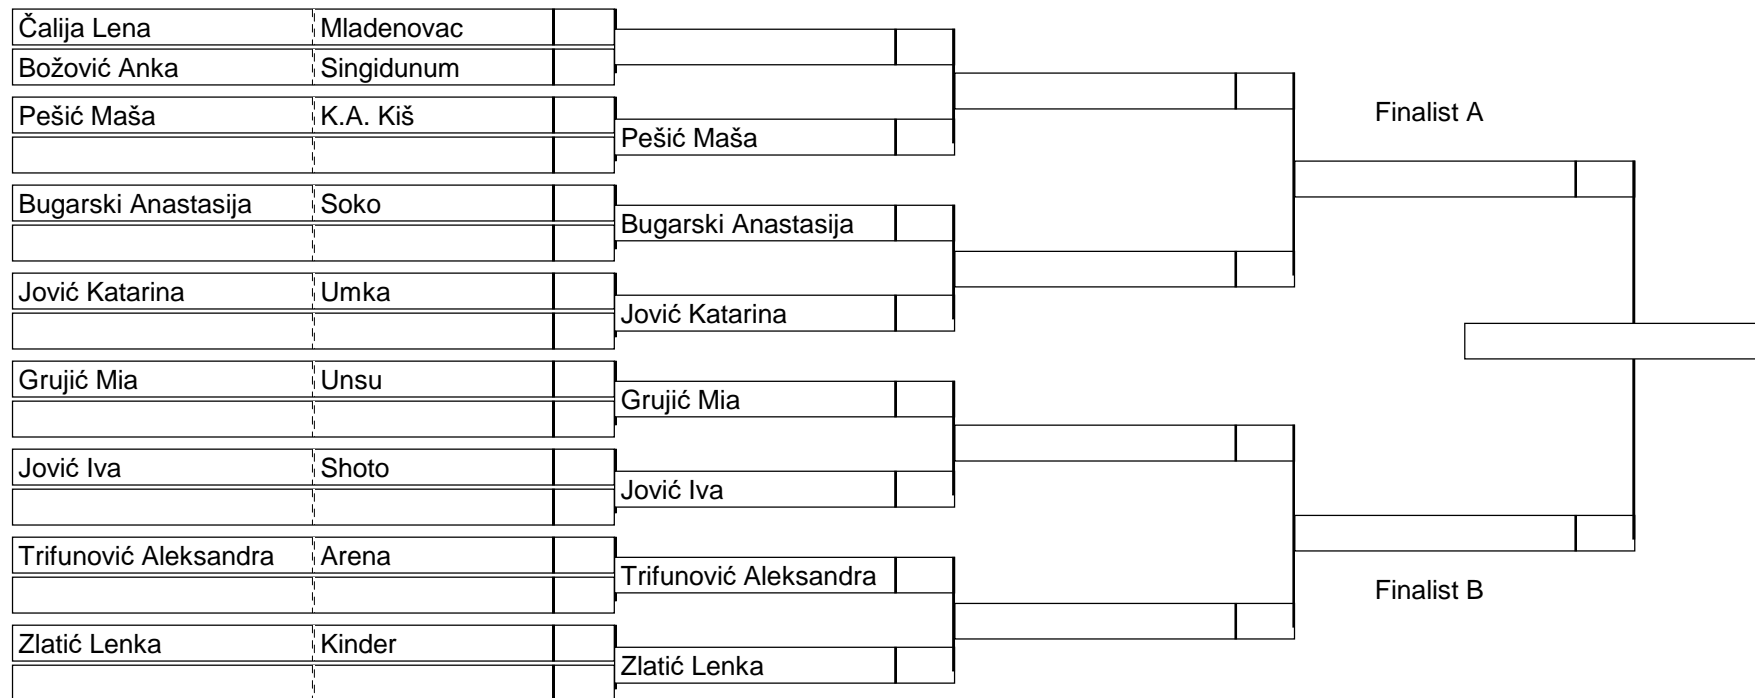 Čalija Lena Mladenovac
Božović Anka Singidunum
Pešić Maša K.A. Kiš
Pešić Maša
Bugarski Anastasija Soko
Bugarski Anastasija
Jović Katarina Umka
Jović Katarina
Grujić Mia Unsu
Grujić Mia
Jović Iva Shoto
Jović Iva
Trifunović Aleksandra Arena
Trifunović Aleksandra
Zlatić Lenka Kinder
Zlatić Lenka
Finalist A
Finalist B